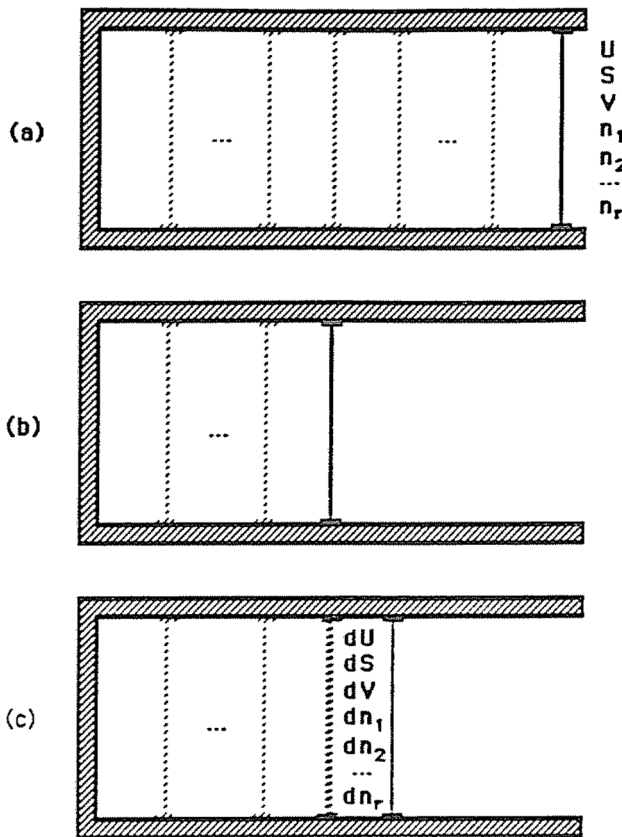 (a)
...
...
U
S
V
n₁
n₂
...
nᵣ
(b)
...
(c)
...
dU
dS
dV
dn₁
dn₂
...
dnᵣ